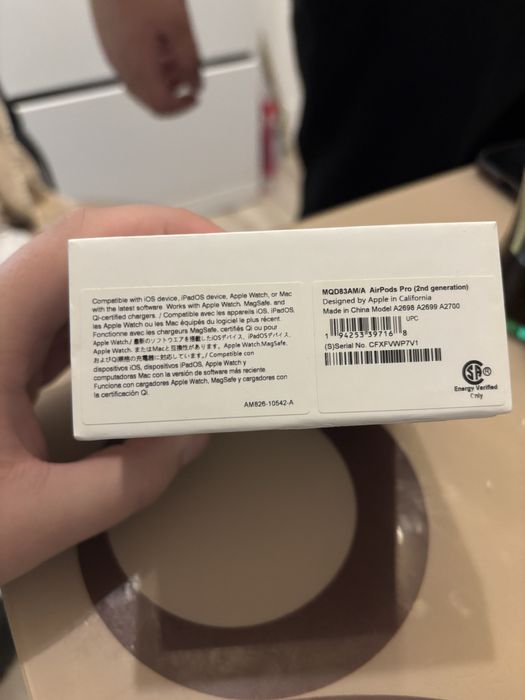 Compatible with iOS device, iPadOS device, Apple Watch, or Mac
with the latest software. Works with Apple Watch, MagSafe, and
Qi-certified chargers. / Compatible avec les appareils iOS, iPadOS,
les Apple Watch ou les Mac équipés du logiciel le plus récent.
Fonctionne avec les chargeurs MagSafe, certifiés Qi ou pour
Apple Watch./ 最新のソフトウエアを搭載したiOSデバイス、iPadOSデバイス、
Apple Watch、またはMacと互換性があります。Apple Watch,MagSafe,
およびQi規格の充電器に対応しています。/ Compatible con
dispositivos iOS, dispositivos iPadOS, Apple Watch y
computadoras Mac con la versión de software más reciente.
Funciona con cargadores Apple Watch, MagSafe y cargadores con
la certificación Qi.
AM826-10542-A
MQD83AM/A AirPods Pro (2nd generation)
Designed by Apple in California
Made in China Model A2698 A2699 A2700
UPC
1 94253 39716 8
(S)Serial No. CFXFVWP7V1
SA ®
Energy Verified
Only